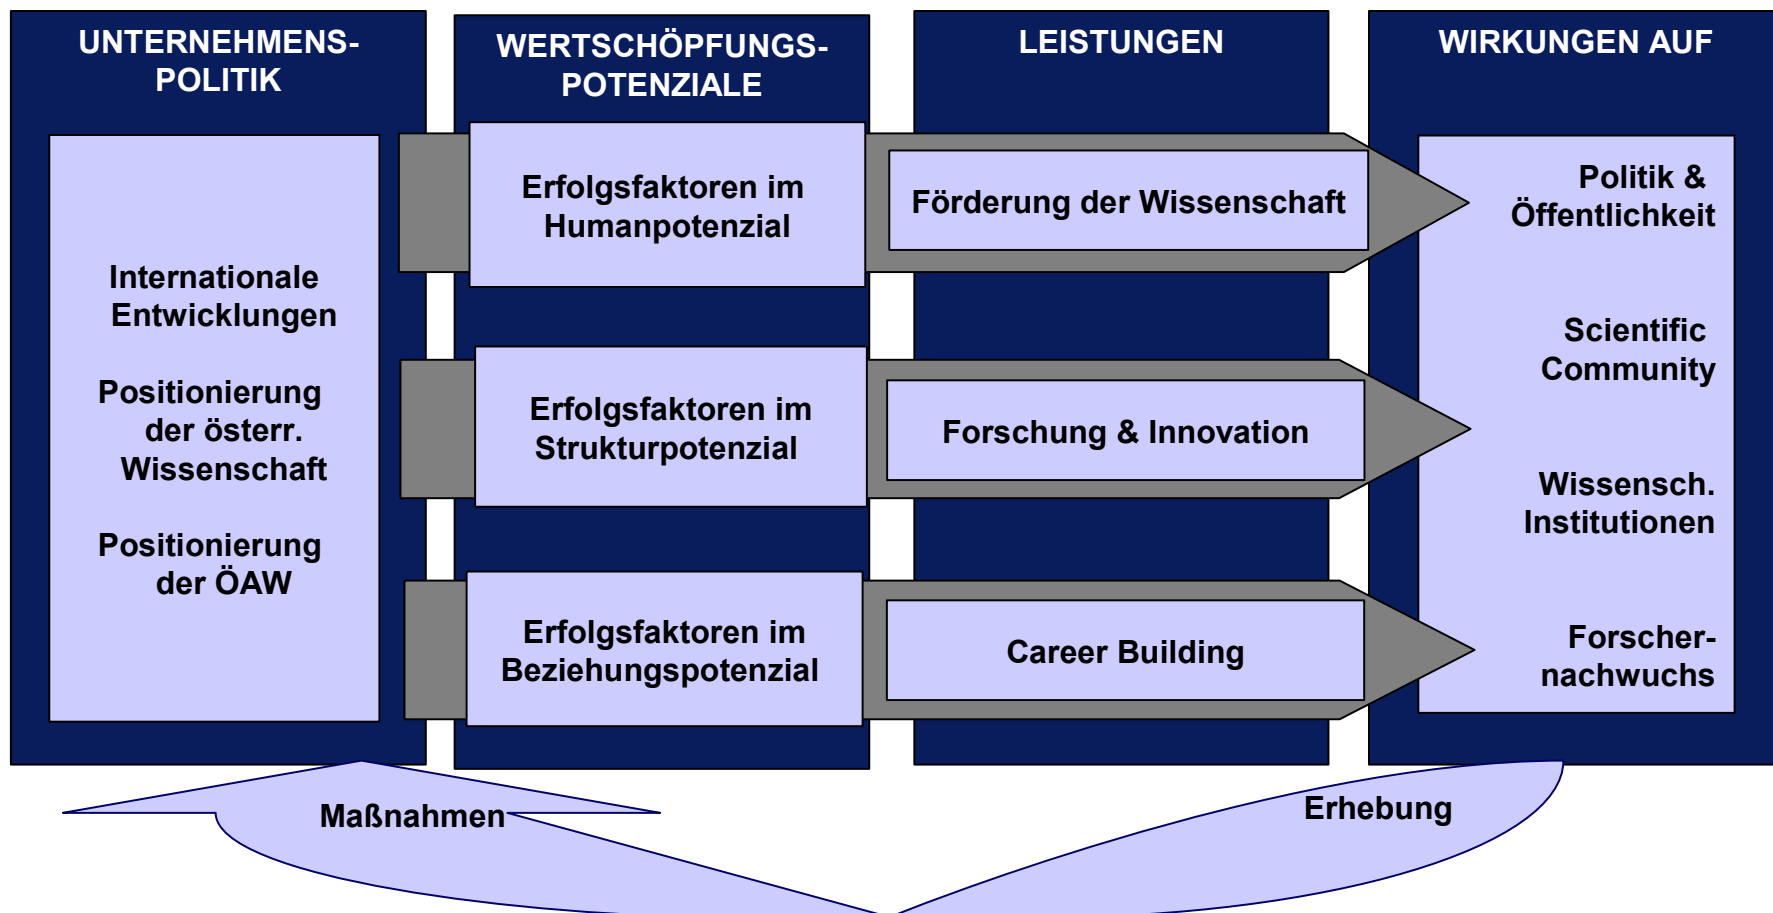 UNTERNEHMENS-
POLITIK
Internationale
Entwicklungen
Positionierung
der österr.
Wissenschaft
Positionierung
der ÖAW
WERTSCHÖPFUNGS-
POTENZIALE
Erfolgsfaktoren im
Humanpotenzial
Erfolgsfaktoren im
Strukturpotenzial
Erfolgsfaktoren im
Beziehungspotenzial
LEISTUNGEN
Förderung der Wissenschaft
Forschung & Innovation
Career Building
WIRKUNGEN AUF
Politik &
Öffentlichkeit
Scientific
Community
Wissensch.
Institutionen
Forscher-
nachwuchs
Maßnahmen
Erhebung